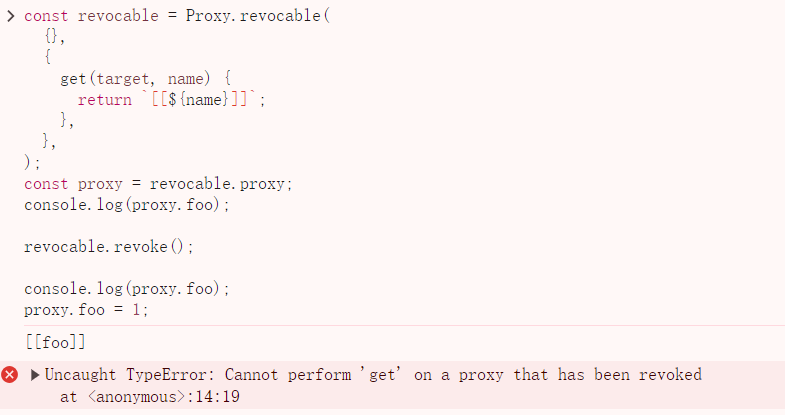 const revocable = Proxy.revocable(
  {},
  {
    get(target, name) {
      return `[[${name}]]`;
    },
  },
);
const proxy = revocable.proxy;
console.log(proxy.foo);

revocable.revoke();

console.log(proxy.foo);
proxy.foo = 1;
[[foo]]
Uncaught TypeError: Cannot perform 'get' on a proxy that has been revoked
    at <anonymous>:14:19